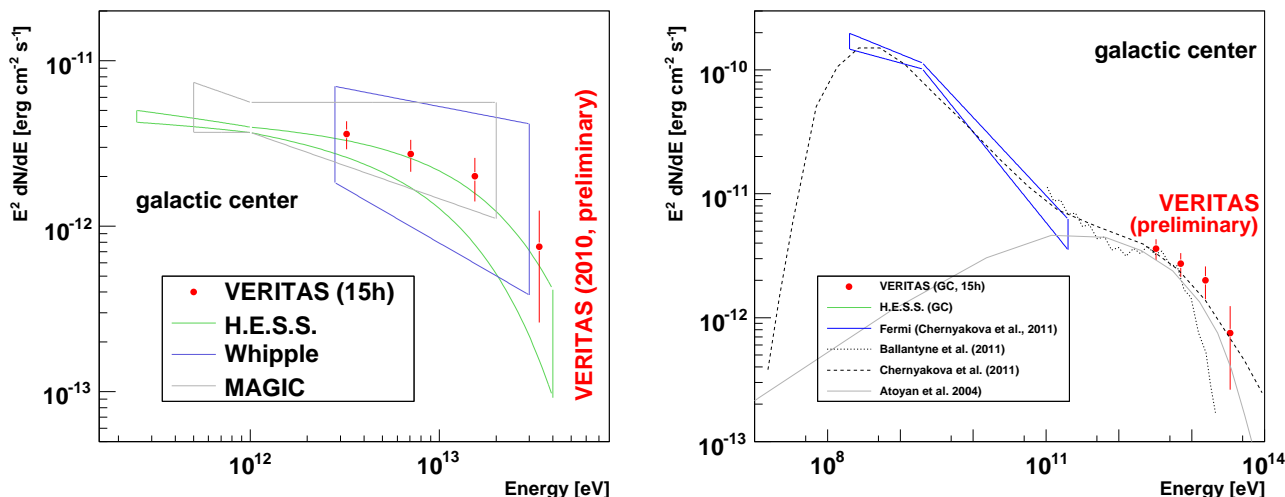 E² dN/dE [erg cm⁻² s⁻¹]
10⁻¹¹
10⁻¹²
10⁻¹³
galactic center
VERITAS (2010, preliminary)
VERITAS (15h)
H.E.S.S.
Whipple
MAGIC
10¹²
10¹³
Energy [eV]
E² dN/dE [erg cm⁻² s⁻¹]
10⁻¹⁰
10⁻¹¹
10⁻¹²
10⁻¹³
galactic center
VERITAS
(preliminary)
VERITAS (GC, 15h)
H.E.S.S. (GC)
Fermi (Chernyakova et al., 2011)
Ballantyne et al. (2011)
Chernyakova et al. (2011)
Atoyan et al. 2004)
10⁸
10¹¹
10¹⁴
Energy [eV]